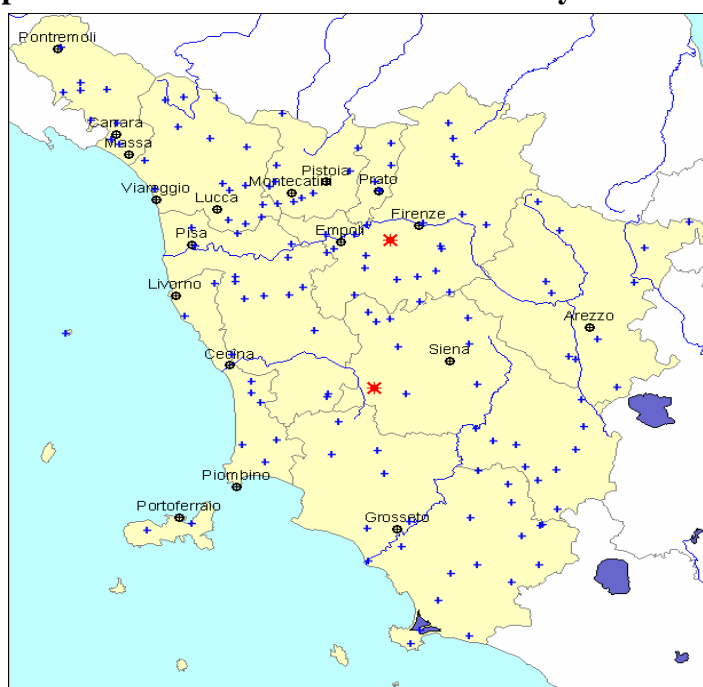 Pontremoli
Carrara
Massa
Pistoia
Montecatini
Prato
Viareggio
Lucca
Firenze
Pisa
Empoli
Livorno
Arezzo
Cecina
Siena
Piombino
Portoferraio
Grosseto